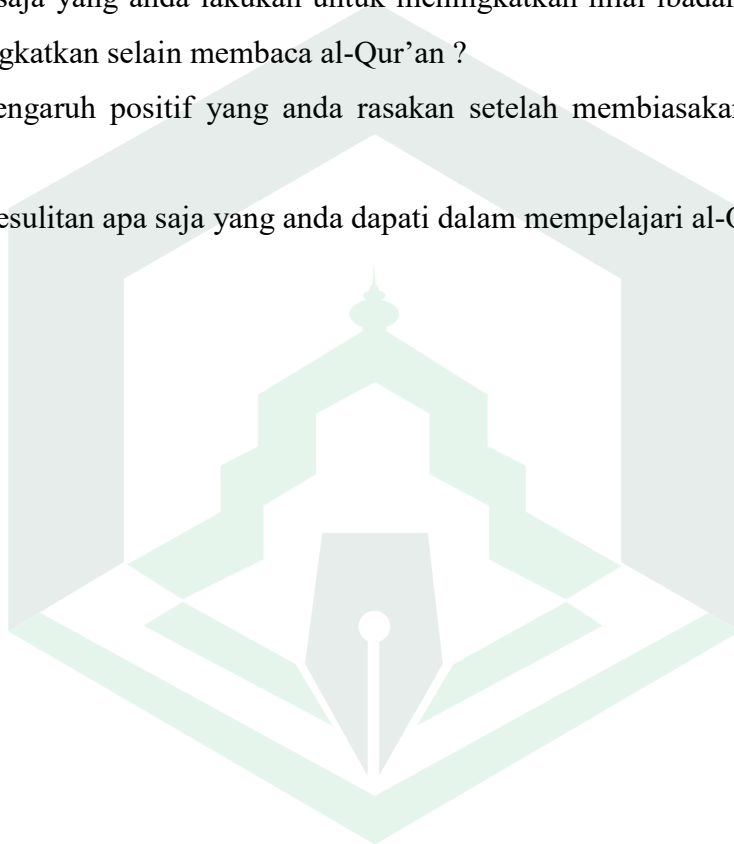 saja yang anda lakukan untuk meningkatkan nilai ibadah
gkatkan selain membaca al-Qur’an ?
engaruh positif yang anda rasakan setelah membiasakan
esulitan apa saja yang anda dapati dalam mempelajari al-Q